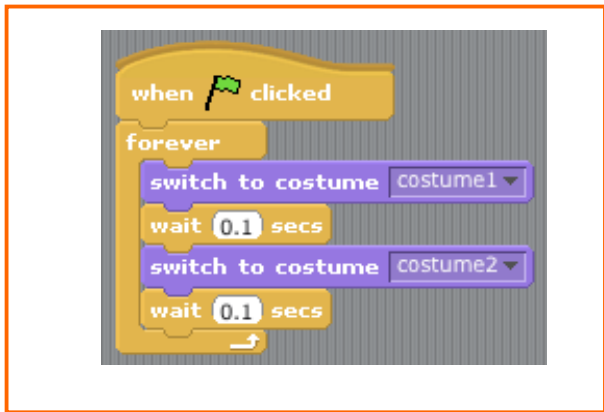 when clicked
forever
switch to costume costume1
wait 0.1 secs
switch to costume costume2
wait 0.1 secs